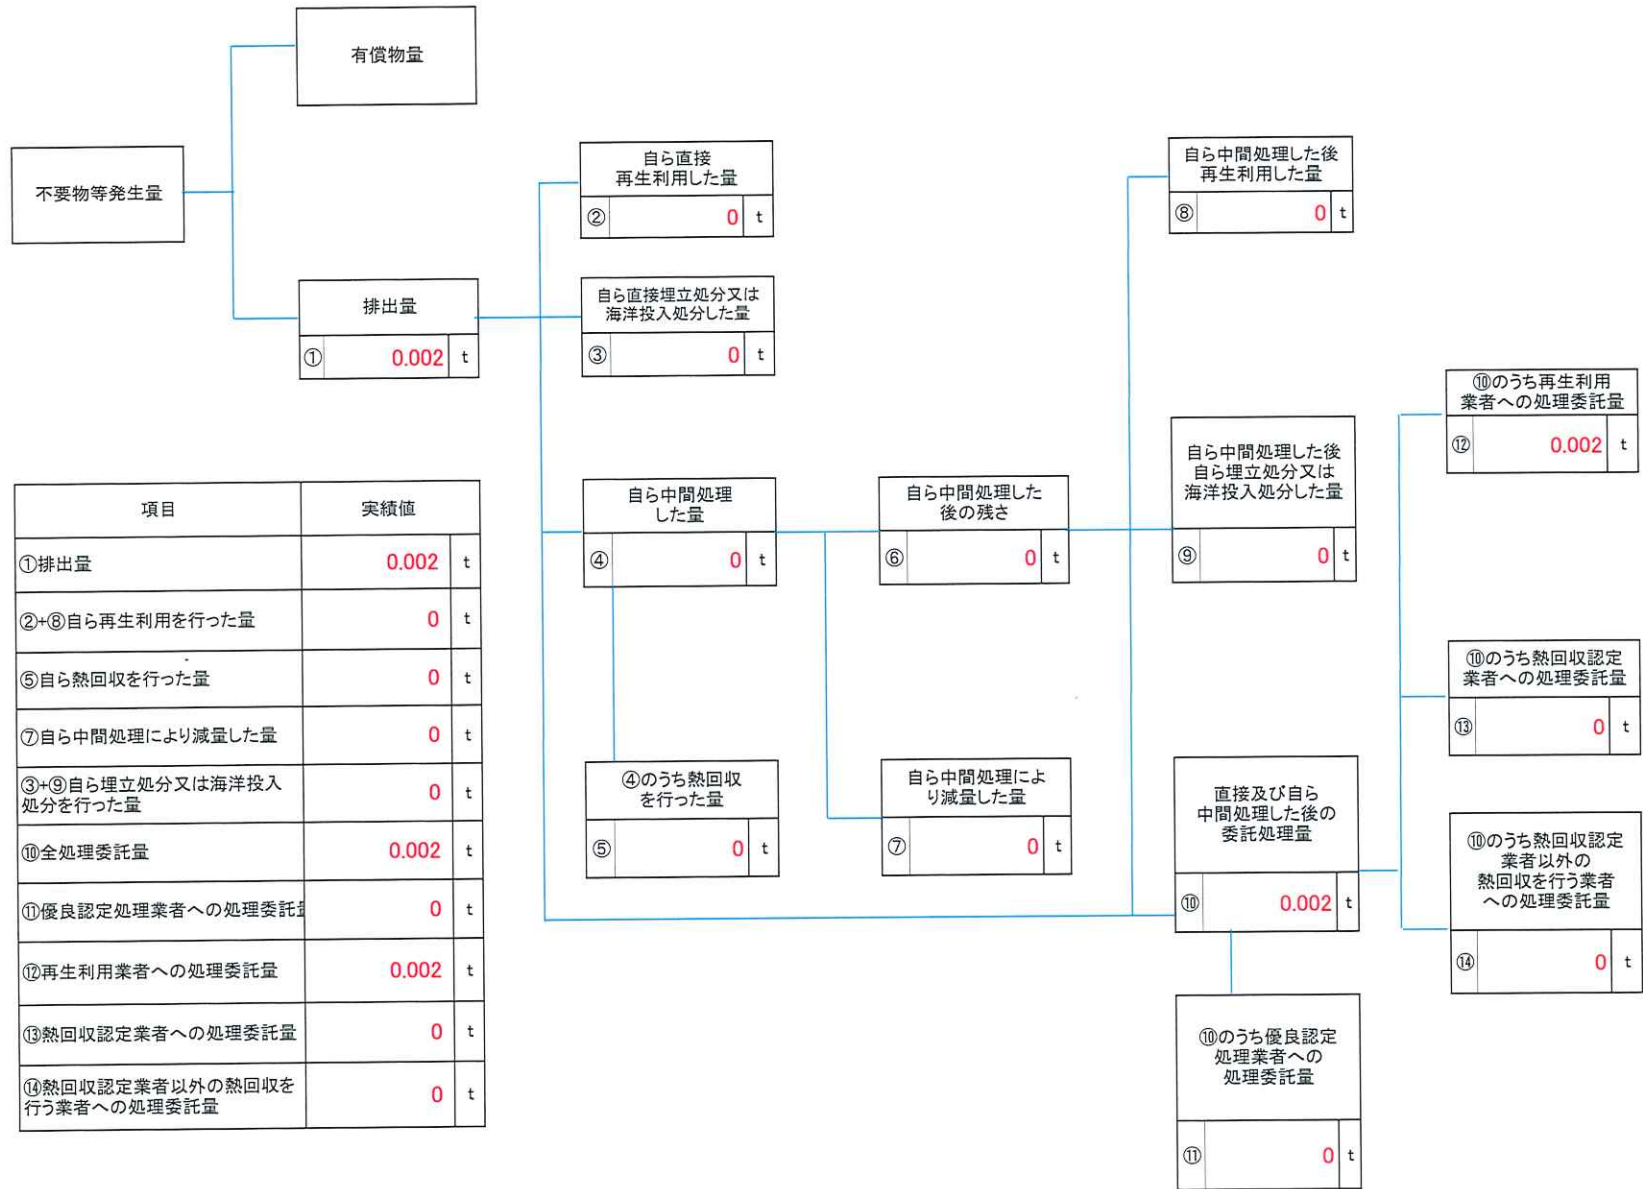 有償物量
不要物等発生量
排出量
① 0.002 t
自ら直接
再生利用した量
② 0 t
自ら直接埋立処分又は
海洋投入処分した量
③ 0 t
自ら中間処理
した量
④ 0 t
④のうち熱回収
を行った量
⑤ 0 t
自ら中間処理した
後の残さ
⑥ 0 t
自ら中間処理によ
り減量した量
⑦ 0 t
自ら中間処理した後
再生利用した量
⑧ 0 t
自ら中間処理した後
自ら埋立処分又は
海洋投入処分した量
⑨ 0 t
直接及び自ら
中間処理した後の
委託処理量
⑩ 0.002 t
⑩のうち優良認定
処理業者への
処理委託量
⑪ 0 t
⑩のうち再生利用
業者への処理委託量
⑫ 0.002 t
⑩のうち熱回収認定
業者への処理委託量
⑬ 0 t
⑩のうち熱回収認定
業者以外の
熱回収を行う業者
への処理委託量
⑭ 0 t
項目 実績値
①排出量 0.002 t
②+⑧自ら再生利用を行った量 0 t
⑤自ら熱回収を行った量 0 t
⑦自ら中間処理により減量した量 0 t
③+⑨自ら埋立処分又は海洋投入
処分を行った量 0 t
⑩全処理委託量 0.002 t
⑪優良認定処理業者への処理委託量 0 t
⑫再生利用業者への処理委託量 0.002 t
⑬熱回収認定業者への処理委託量 0 t
⑭熱回収認定業者以外の熱回収を
行う業者への処理委託量 0 t